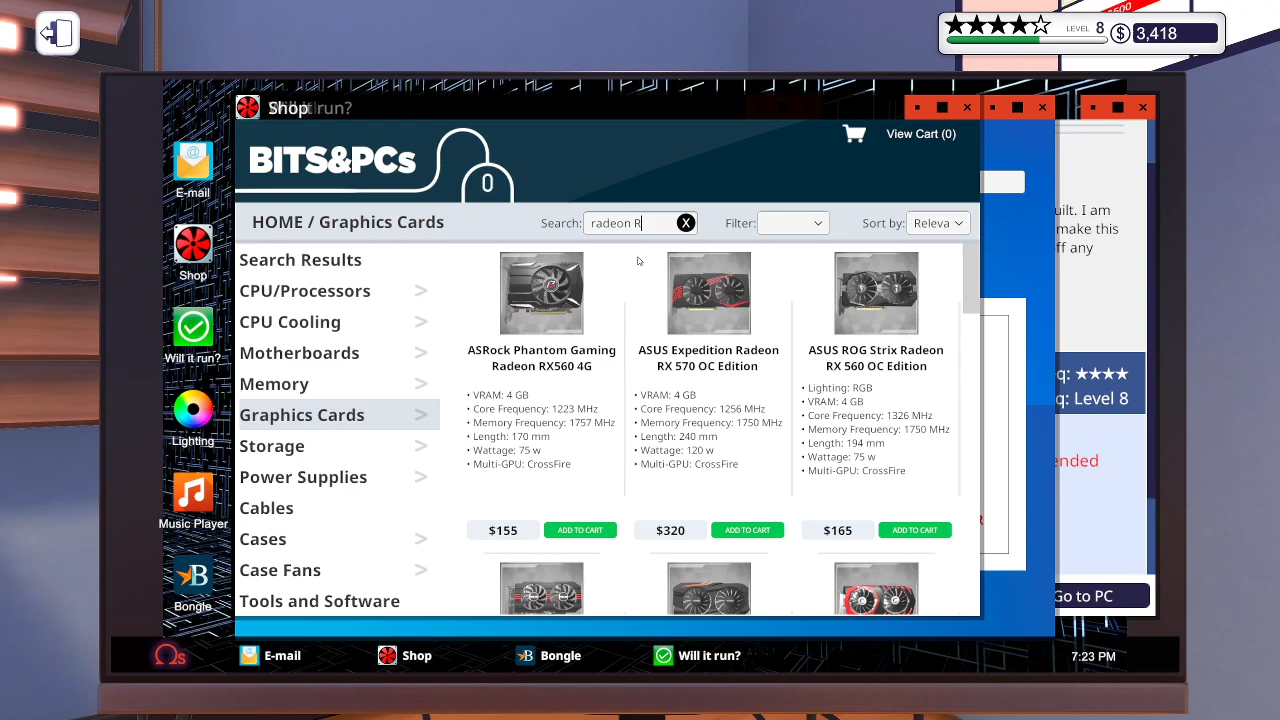 $600
LEVEL 8
$ 3,418
Shop
run?
BITS&PCs
View Cart (0)
HOME / Graphics Cards
Search: radeon R X
Filter:
Sort by: Releva
Search Results
CPU/Processors >
CPU Cooling >
Motherboards >
Memory >
Graphics Cards >
Storage >
Power Supplies >
Cables
Cases >
Case Fans >
Tools and Software
ASRock Phantom Gaming
Radeon RX560 4G
• VRAM: 4 GB
• Core Frequency: 1223 MHz
• Memory Frequency: 1757 MHz
• Length: 170 mm
• Wattage: 75 w
• Multi-GPU: CrossFire
$155 ADD TO CART
ASUS Expedition Radeon
RX 570 OC Edition
• VRAM: 4 GB
• Core Frequency: 1256 MHz
• Memory Frequency: 1750 MHz
• Length: 240 mm
• Wattage: 120 w
• Multi-GPU: CrossFire
$320 ADD TO CART
ASUS ROG Strix Radeon
RX 560 OC Edition
• Lighting: RGB
• VRAM: 4 GB
• Core Frequency: 1326 MHz
• Memory Frequency: 1750 MHz
• Length: 194 mm
• Wattage: 75 w
• Multi-GPU: CrossFire
$165 ADD TO CART
E-mail
Shop
Will it run?
Lighting
Music Player
Bongle
uilt. I am
make this
ff any
q: ★★★★
q: Level 8
ended
R
Go to PC
Ωs
E-mail
Shop
Bongle
Will it run?
7:23 PM